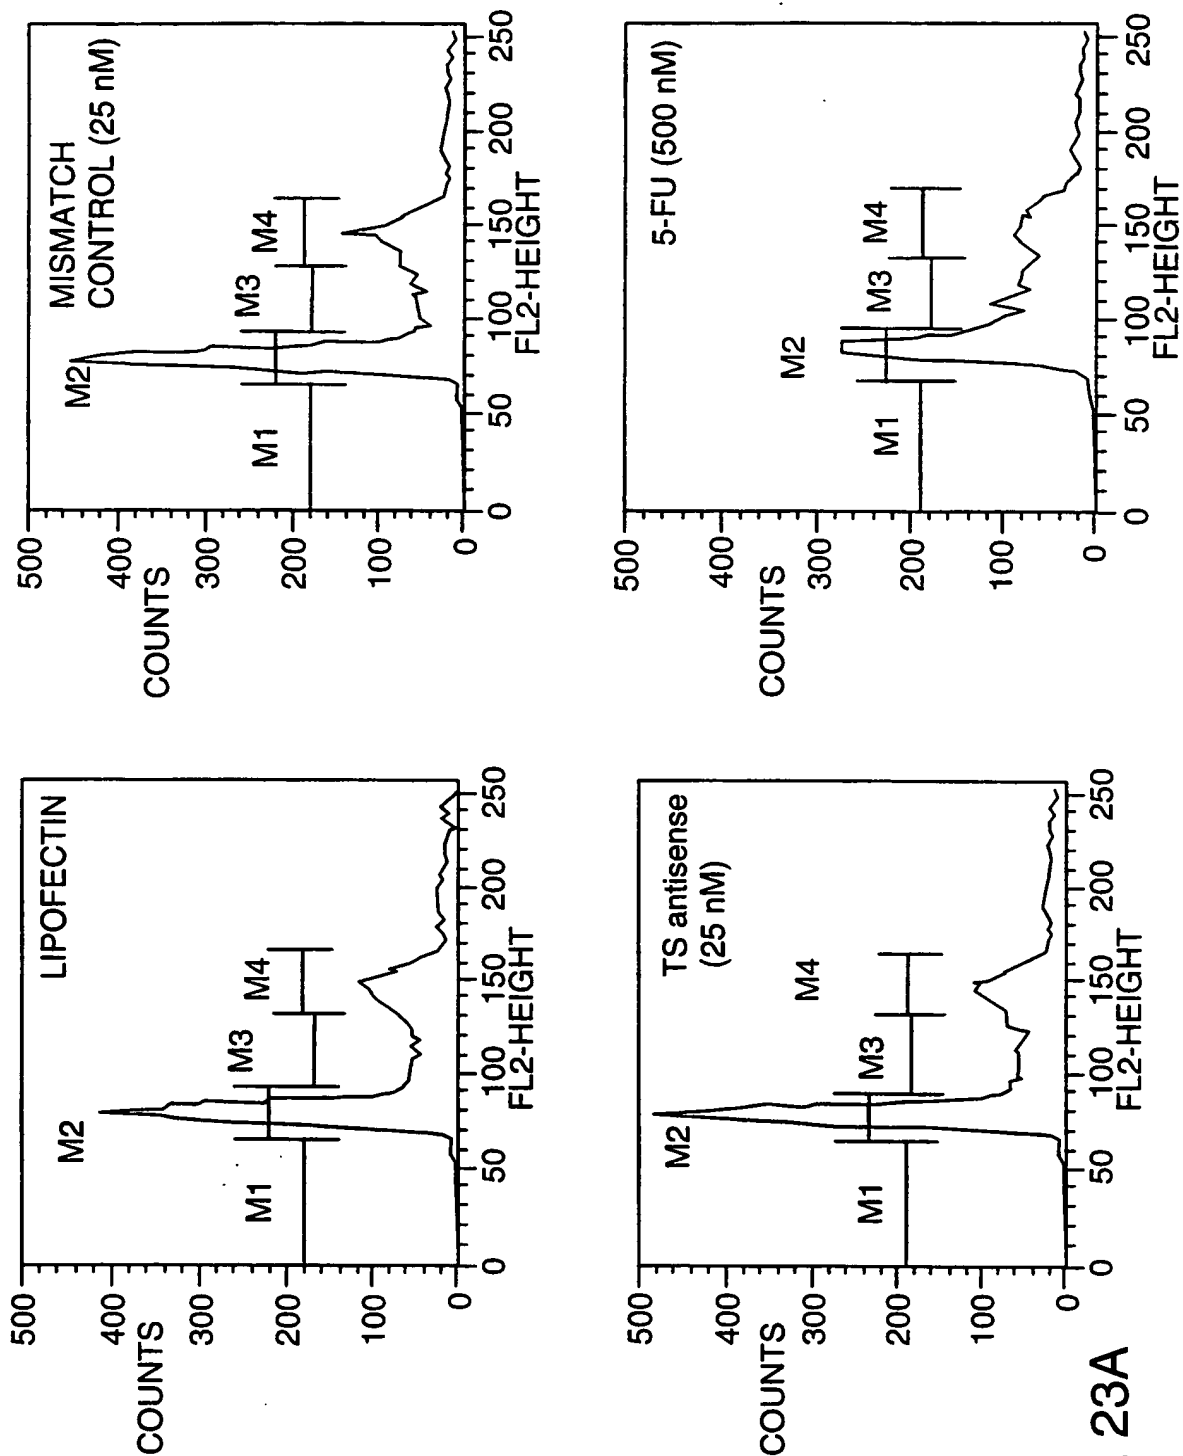 LIPOFECTIN
COUNTS
500
400
300
200
100
0
M1
M2
M3
M4
0
50
100
150
200
250
FL2-HEIGHT
MISMATCH
CONTROL (25 nM)
COUNTS
500
400
300
200
100
0
M1
M2
M3
M4
0
50
100
150
200
250
FL2-HEIGHT
TS antisense
(25 nM)
COUNTS
500
400
300
200
100
0
M1
M2
M3
M4
0
50
100
150
200
250
FL2-HEIGHT
5-FU (500 nM)
COUNTS
500
400
300
200
100
0
M1
M2
M3
M4
0
50
100
150
200
250
FL2-HEIGHT
23A